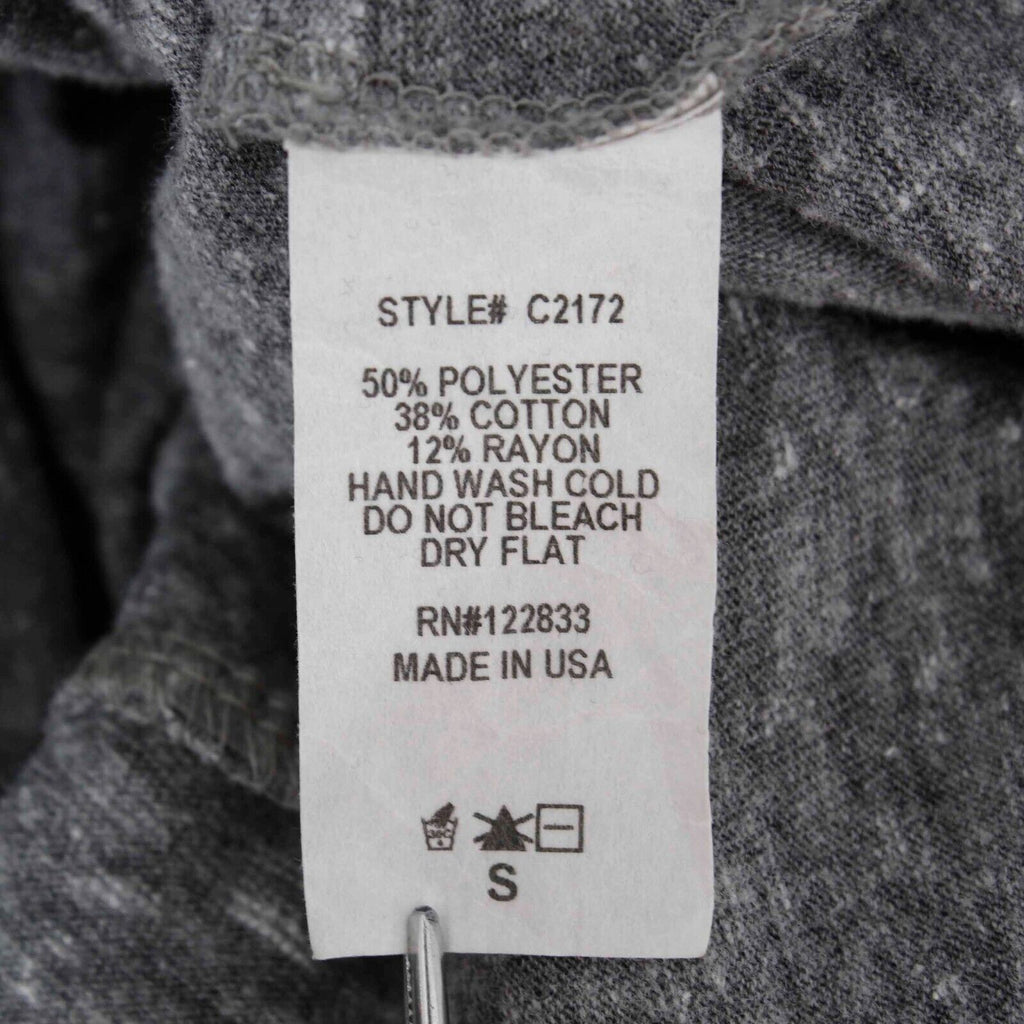 STYLE# C2172
50% POLYESTER
38% COTTON
12% RAYON
HAND WASH COLD
DO NOT BLEACH
DRY FLAT
RN#122833
MADE IN USA
S